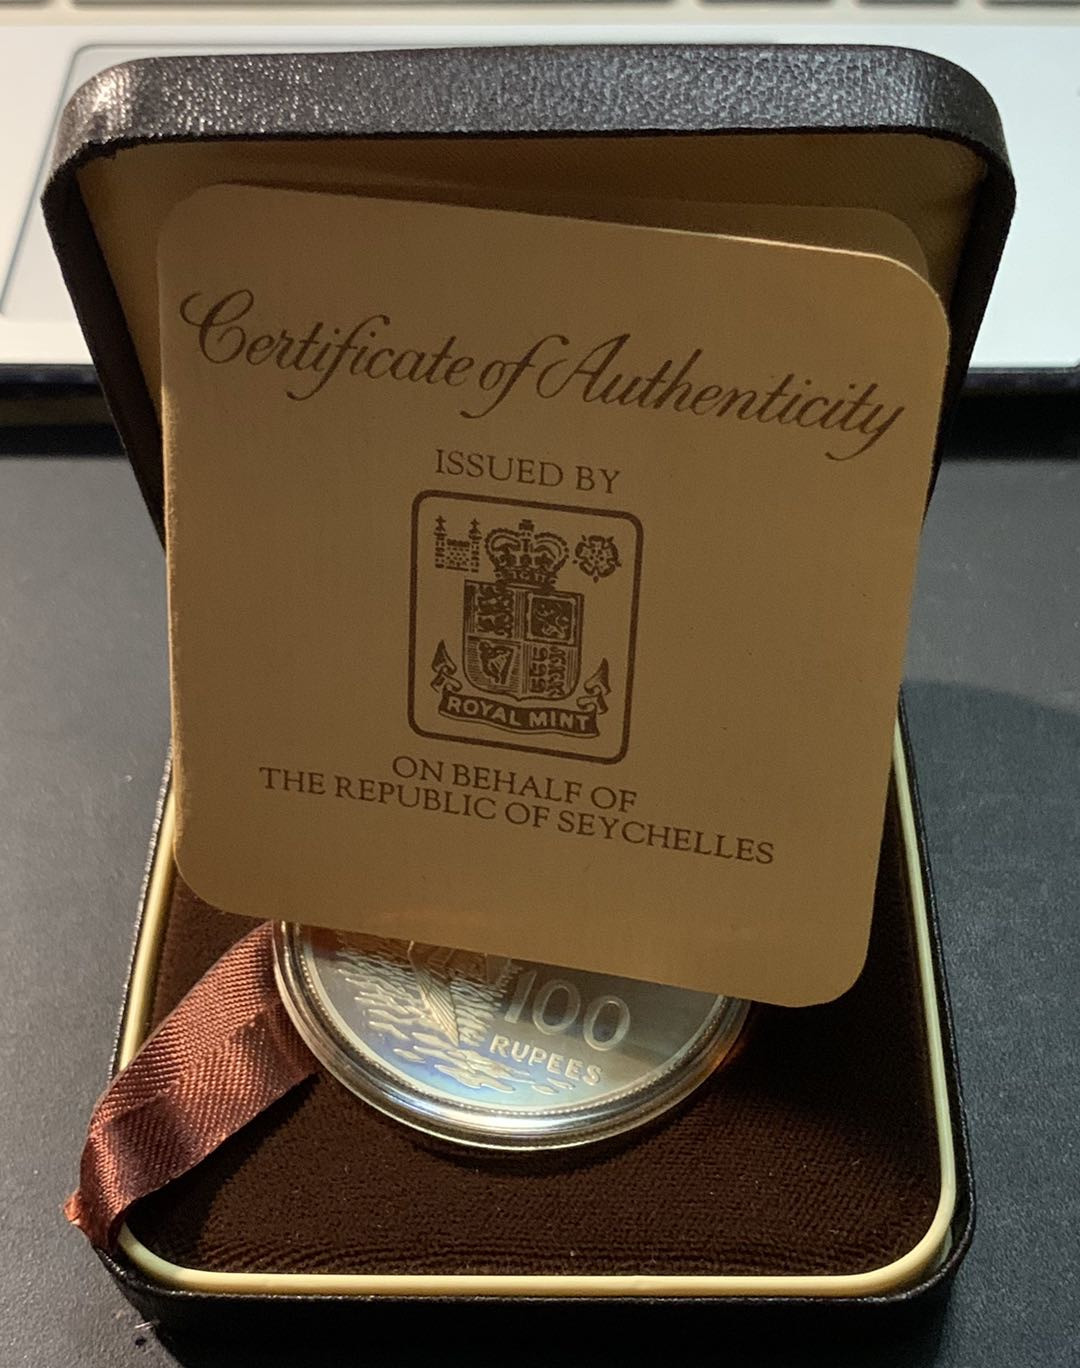 Certificate of Authenticity
ISSUED BY
ROYAL MINT
ON BEHALF OF
THE REPUBLIC OF SEYCHELLES
100
RUPEES